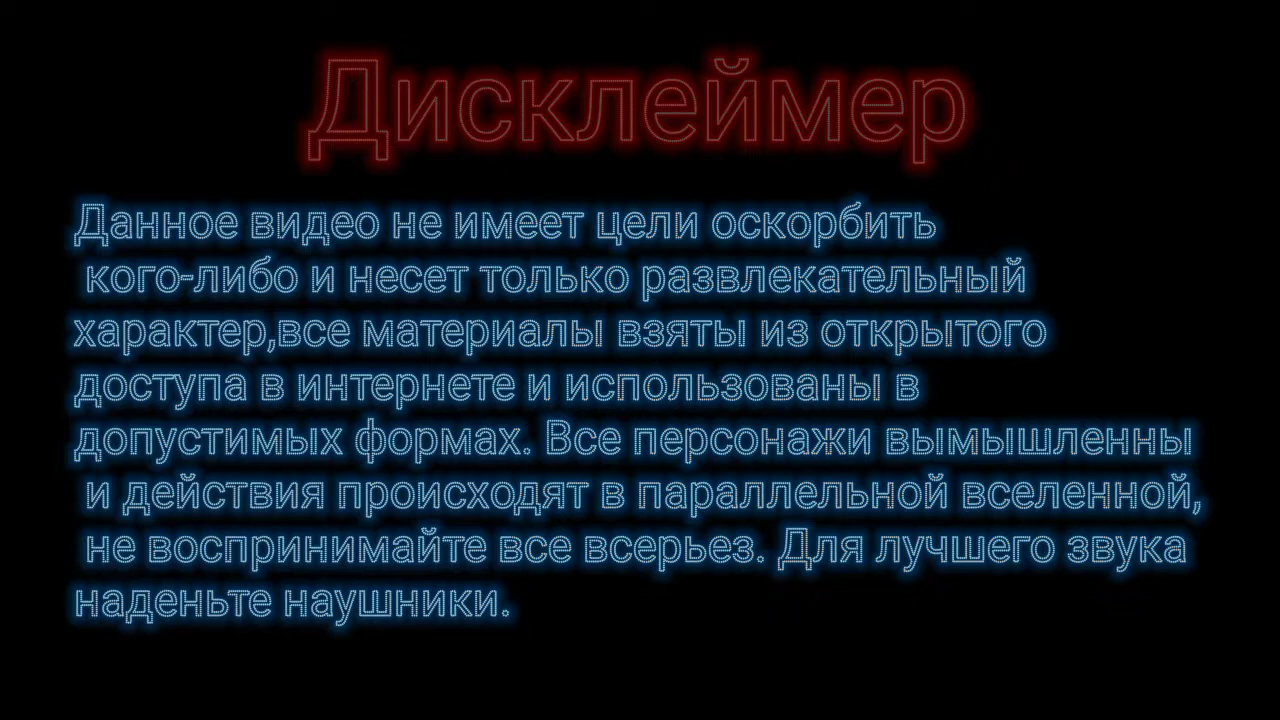 Дисклеймер
Данное видео не имеет цели оскорбить
кого-либо и несет только развлекательный
характер,все материалы взяты из открытого
доступа в интернете и использованы в
допустимых формах. Все персонажи вымышленны
и действия происходят в параллельной вселенной,
не воспринимайте все всерьез. Для лучшего звука
наденьте наушники.